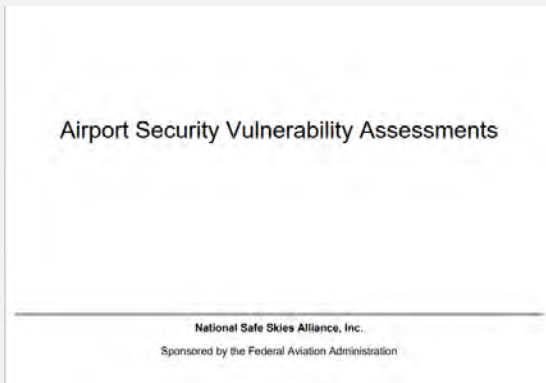 Airport Security Vulnerability Assessments
National Safe Skies Alliance, Inc.
Sponsored by the Federal Aviation Administration